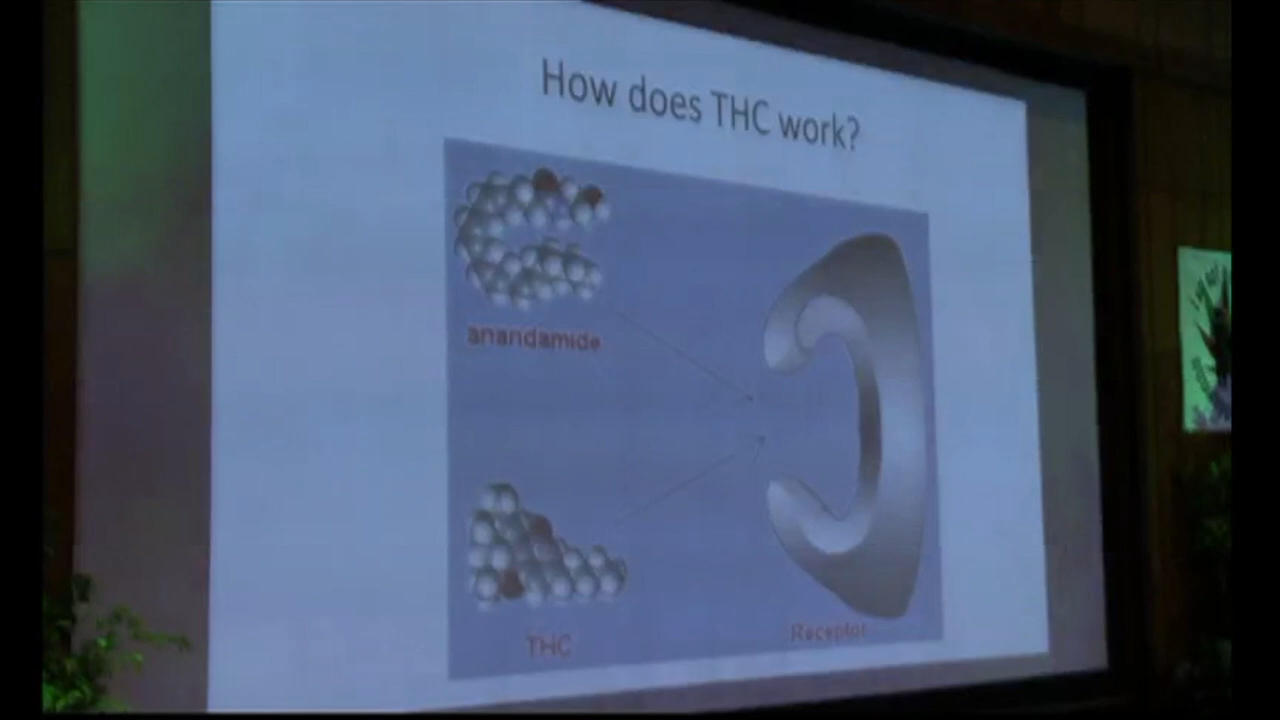 How does THC work?
anandamide
THC
Receptor